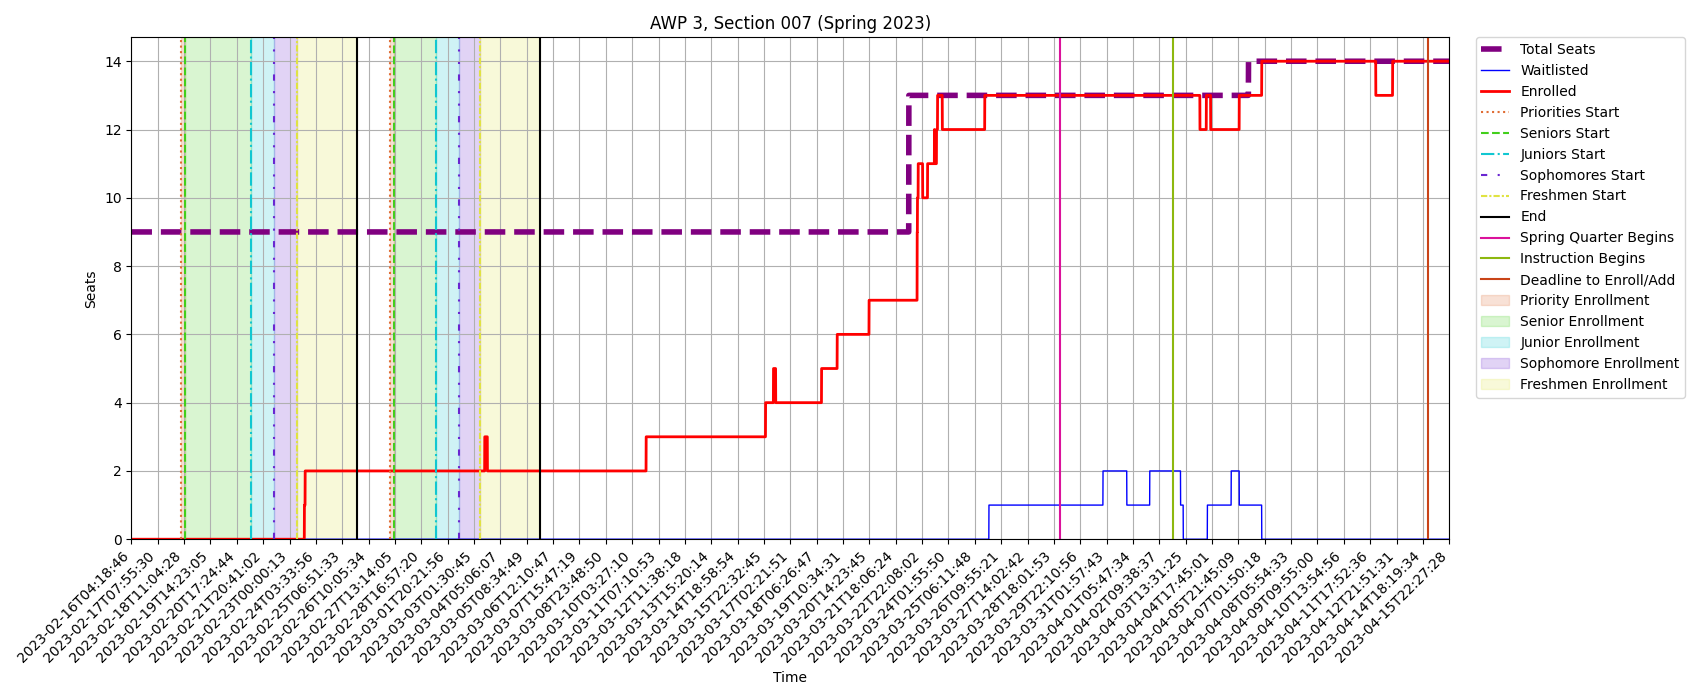 AWP 3, Section 007 (Spring 2023)
Seats
14
12
10
8
6
4
2
0
2023-02-16T04:18:46
2023-02-17T07:55:30
2023-02-18T11:04:28
2023-02-19T14:23:05
2023-02-20T17:24:44
2023-02-21T20:41:02
2023-02-23T00:00:13
2023-02-24T03:33:56
2023-02-25T06:51:33
2023-02-26T10:05:34
2023-02-27T13:14:05
2023-02-28T16:57:20
2023-03-01T20:21:56
2023-03-03T01:30:45
2023-03-04T05:06:07
2023-03-05T08:34:49
2023-03-06T12:10:47
2023-03-07T15:47:19
2023-03-08T23:48:50
2023-03-10T03:27:10
2023-03-11T07:10:53
2023-03-12T11:38:18
2023-03-13T15:20:14
2023-03-14T18:58:54
2023-03-15T22:32:45
2023-03-17T02:21:51
2023-03-18T06:26:47
2023-03-19T10:34:31
2023-03-20T14:23:45
2023-03-21T18:06:24
2023-03-22T22:08:02
2023-03-24T01:55:50
2023-03-25T06:11:48
2023-03-26T09:55:21
2023-03-27T14:02:42
2023-03-28T18:01:53
2023-03-29T22:10:56
2023-03-31T01:57:43
2023-04-01T05:47:34
2023-04-02T09:38:37
2023-04-03T13:31:25
2023-04-04T17:45:01
2023-04-05T21:45:09
2023-04-07T01:50:18
2023-04-08T05:54:33
2023-04-09T09:55:00
2023-04-10T13:54:56
2023-04-11T17:52:36
2023-04-12T21:51:31
2023-04-14T18:19:34
2023-04-15T22:27:28
Time
Total Seats
Waitlisted
Enrolled
Priorities Start
Seniors Start
Juniors Start
Sophomores Start
Freshmen Start
End
Spring Quarter Begins
Instruction Begins
Deadline to Enroll/Add
Priority Enrollment
Senior Enrollment
Junior Enrollment
Sophomore Enrollment
Freshmen Enrollment